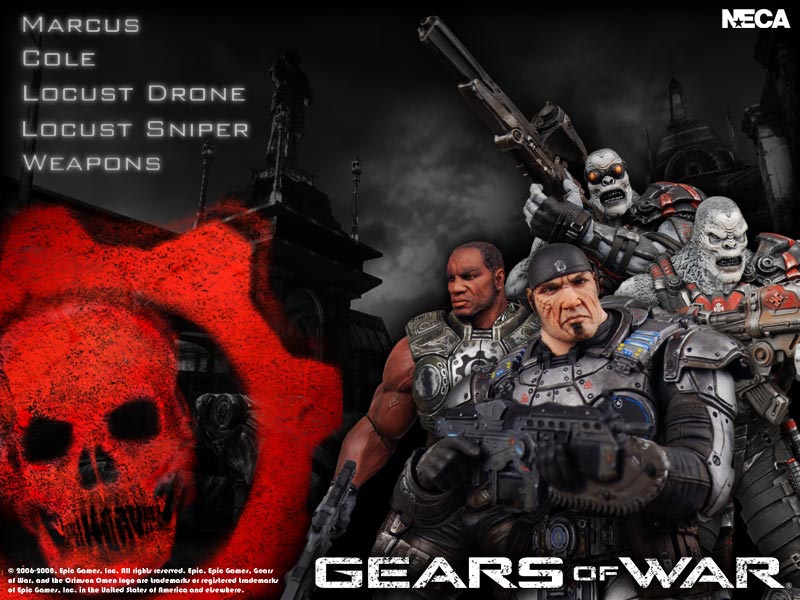 Marcus
Cole
Locust Drone
Locust Sniper
Weapons
NECA
© 2006-2008, Epic Games, Inc. All rights reserved. Epic, Epic Games, Gears
of War, and the Crimson Omen logo are trademarks or registered trademarks
of Epic Games, Inc. in the United States of America and elsewhere.
GEARS OF WAR®